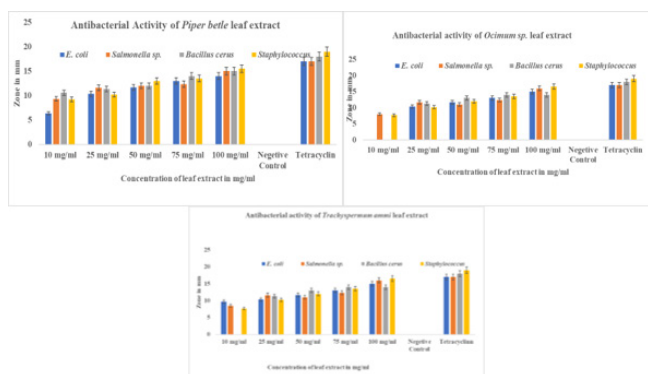 Antibacterial Activity of Piper betle leaf extract
25
20
15
10
5
0
Zone in mm
E. coli Salmonella sp. Bacillus cerus Staphylococcus
10 mg/ml 25 mg/ml 50 mg/ml 75 mg/ml 100 mg/ml Negetive Control Tetracyclin
Concentration of leaf extract in mg/ml
Antibacterial activity of Ocimum sp. leaf extract
25
20
15
10
5
0
Zone in mm
E. coli Salmonella sp. Bacillus cerus Staphylococcus
10 mg/ml 25 mg/ml 50 mg/ml 75 mg/ml 100 mg/ml Negetive Control Tetracyclin
Concentration of leaf extract in mg/ml
Antibacterial activity of Trachyspermum ammi leaf extract
25
20
15
10
5
0
Zone in mm
E. coli Salmonella sp. Bacillus cerus Staphylococcus
10 mg/ml 25 mg/ml 50 mg/ml 75 mg/ml 100 mg/ml Negetive Control
Concentration of leaf extract in mg/ml